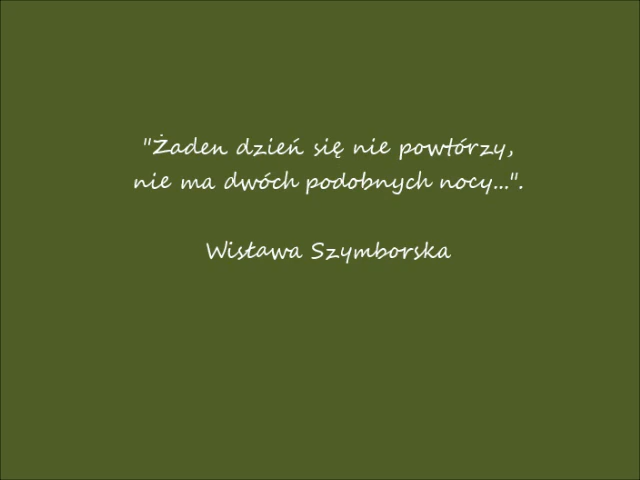 "Żaden dzień się nie powtórzy,
nie ma dwóch podobnych nocy...".
Wisława Szymborska